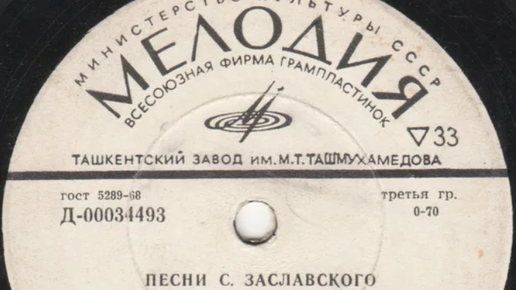 МИНИСТЕРСТВО КУЛЬТУРЫ СССР
МЕЛОДИЯ
ВСЕСОЮЗНАЯ ФИРМА ГРАМПЛАСТИНОК
▽33
ТАШКЕНТСКИЙ ЗАВОД ИМ. М.Т. ТАШМУХАМЕДОВА
гост 5289-68
третья гр.
Д-00034493
0-70
ПЕСНИ С. ЗАСЛАВСКОГО